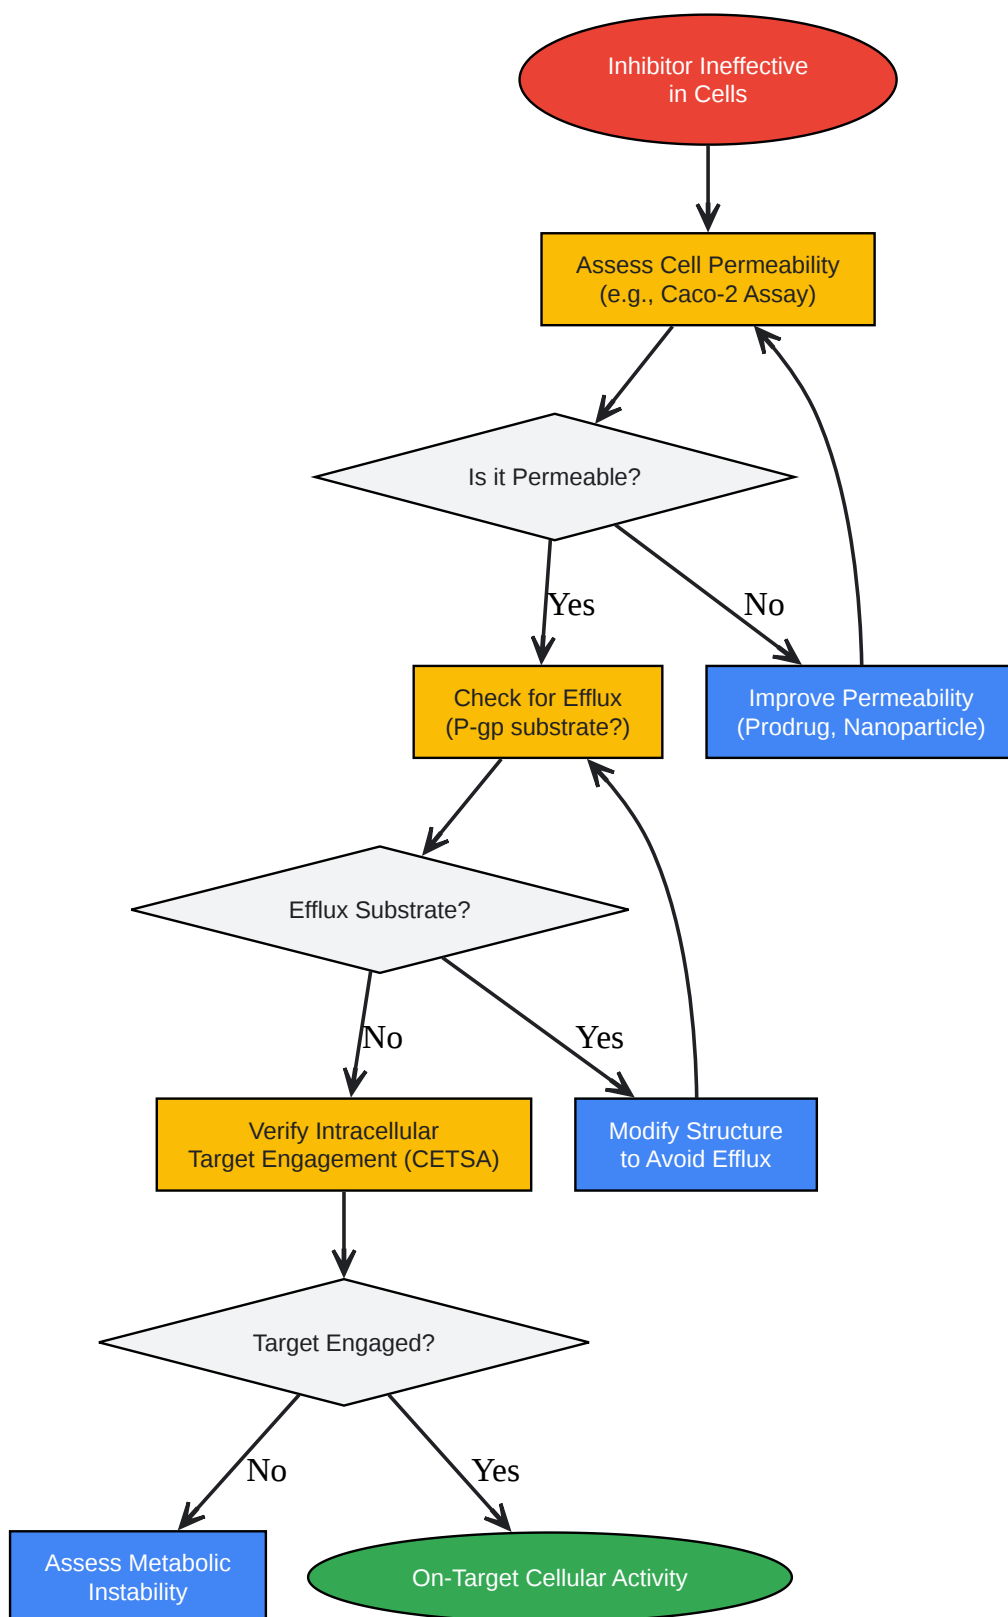 Inhibitor Ineffective
in Cells
Assess Cell Permeability
(e.g., Caco-2 Assay)
Is it Permeable?
Yes
No
Check for Efflux
(P-gp substrate?)
Improve Permeability
(Prodrug, Nanoparticle)
Efflux Substrate?
No
Yes
Verify Intracellular
Target Engagement (CETSA)
Modify Structure
to Avoid Efflux
Target Engaged?
No
Yes
Assess Metabolic
Instability
On-Target Cellular Activity